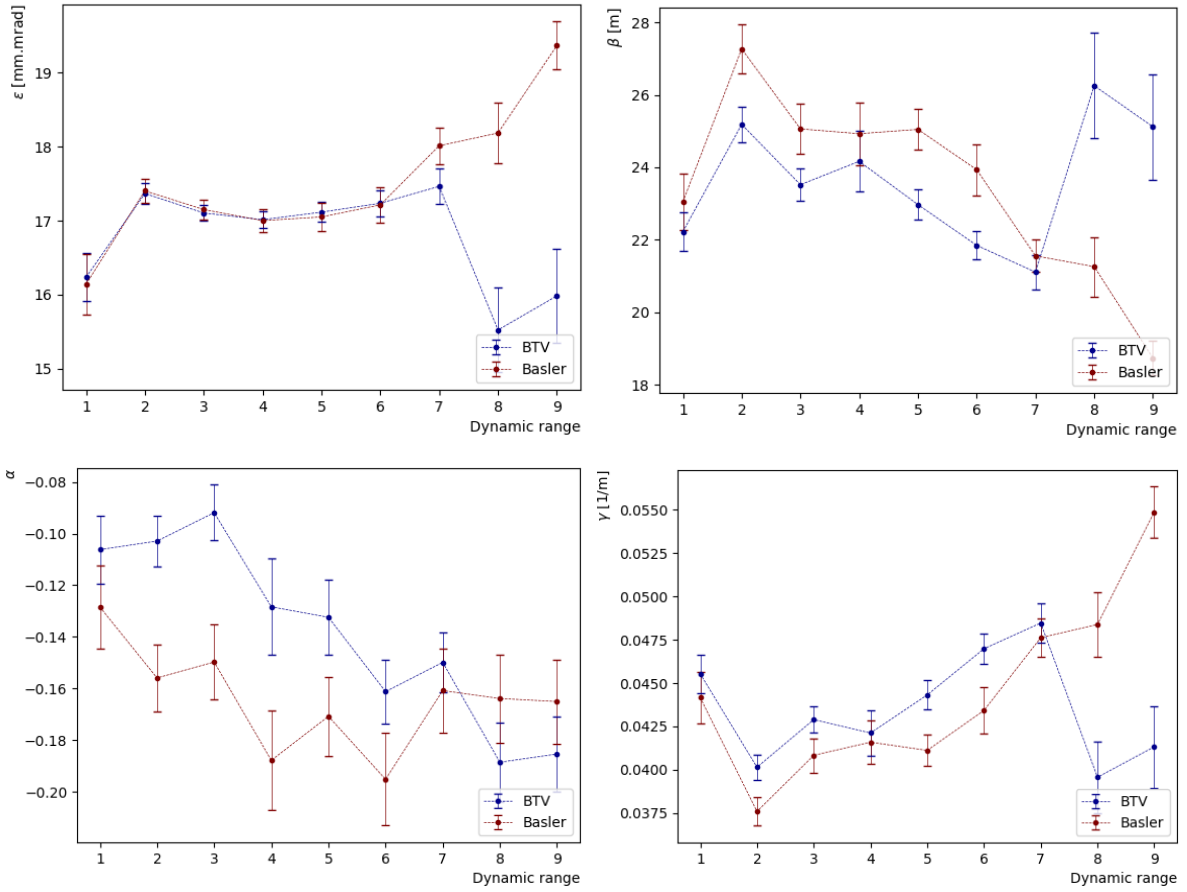 ε [mm.mrad]
19
18
17
16
15
1 2 3 4 5 6 7 8 9
Dynamic range
BTV
Basler
β [m]
28
26
24
22
20
18
1 2 3 4 5 6 7 8 9
Dynamic range
BTV
Basler
α
−0.08
−0.10
−0.12
−0.14
−0.16
−0.18
−0.20
1 2 3 4 5 6 7 8 9
Dynamic range
BTV
Basler
γ [1/m]
0.0550
0.0525
0.0500
0.0475
0.0450
0.0425
0.0400
0.0375
1 2 3 4 5 6 7 8 9
Dynamic range
BTV
Basler